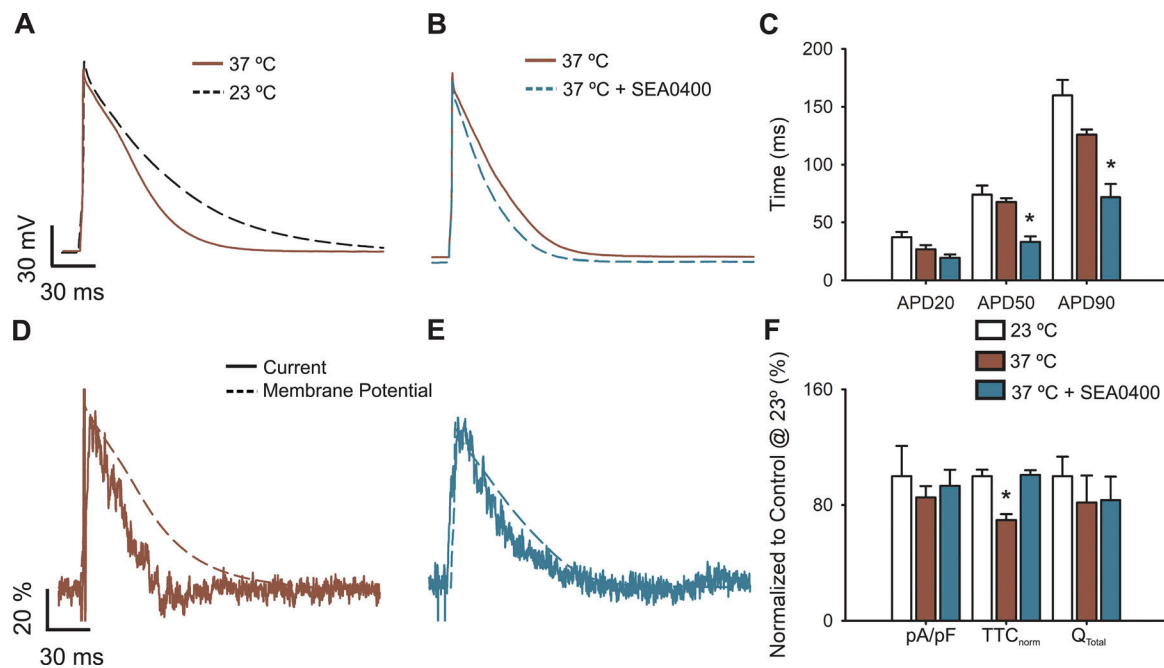 A
37 ºC
23 ºC
30 mV
30 ms
B
37 ºC
37 ºC + SEA0400
C
200
150
100
50
0
Time (ms)
*
*
APD20
APD50
APD90
D
Current
Membrane Potential
20 %
30 ms
E
F
23 ºC
37 ºC
37 ºC + SEA0400
Normalized to Control @ 23º (%)
160
80
0
*
pA/pF
TTCnorm
QTotal